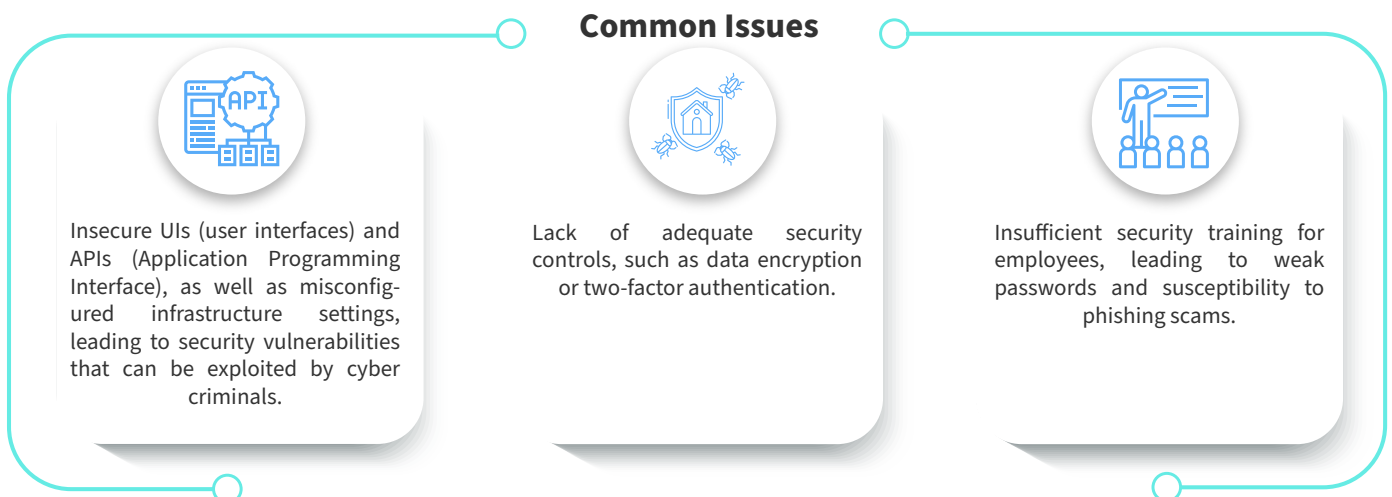 Common Issues
API
Insecure UIs (user interfaces) and
APIs (Application Programming
Interface), as well as misconfig-
ured infrastructure settings,
leading to security vulnerabilities
that can be exploited by cyber
criminals.
Lack of adequate security
controls, such as data encryption
or two-factor authentication.
Insufficient security training for
employees, leading to weak
passwords and susceptibility to
phishing scams.